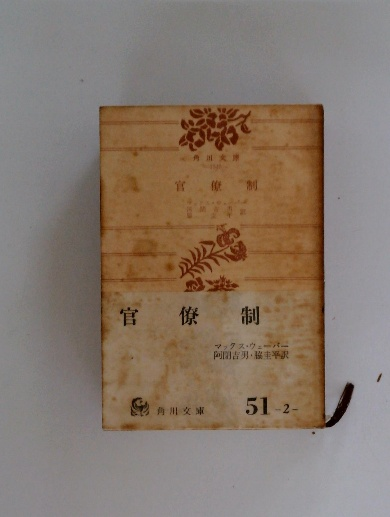 角川文庫
官僚制
官僚制
マックス・ウェーバー
阿閉吉男・脇圭平訳
角川文庫
51-2-